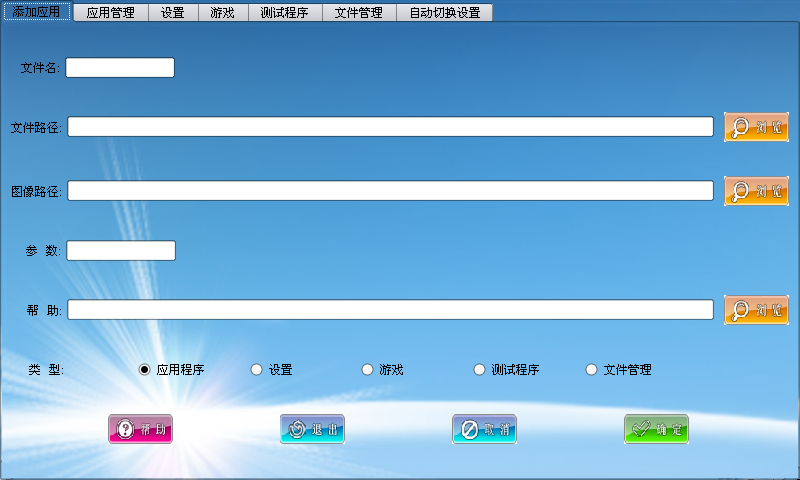 添加应用 应用管理 设置 游戏 测试程序 文件管理 自动切换设置
文件名:
文件路径: 浏览
图像路径: 浏览
参 数:
帮 助: 浏览
类 型: 应用程序 设置 游戏 测试程序 文件管理
帮助 退出 取消 确定